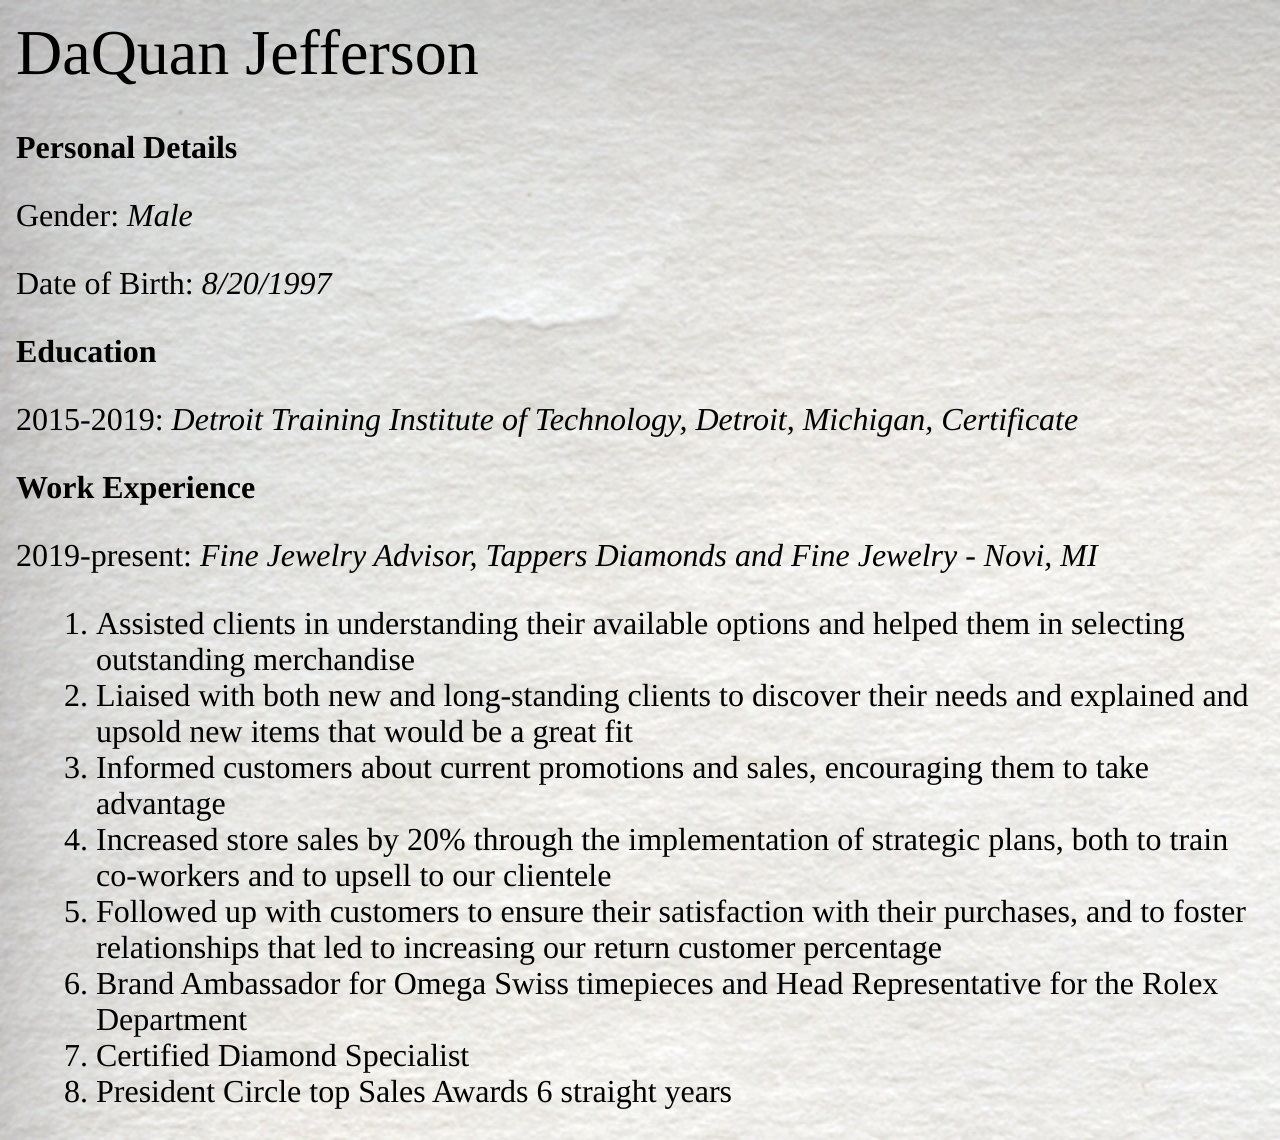 DaQuan Jefferson
Personal Details
Gender: Male
Date of Birth: 8/20/1997
Education
2015-2019: Detroit Training Institute of Technology, Detroit, Michigan, Certificate
Work Experience
2019-present: Fine Jewelry Advisor, Tappers Diamonds and Fine Jewelry - Novi, MI
1. Assisted clients in understanding their available options and helped them in selecting
outstanding merchandise
2. Liaised with both new and long-standing clients to discover their needs and explained and
upsold new items that would be a great fit
3. Informed customers about current promotions and sales, encouraging them to take
advantage
4. Increased store sales by 20% through the implementation of strategic plans, both to train
co-workers and to upsell to our clientele
5. Followed up with customers to ensure their satisfaction with their purchases, and to foster
relationships that led to increasing our return customer percentage
6. Brand Ambassador for Omega Swiss timepieces and Head Representative for the Rolex
Department
7. Certified Diamond Specialist
8. President Circle top Sales Awards 6 straight years